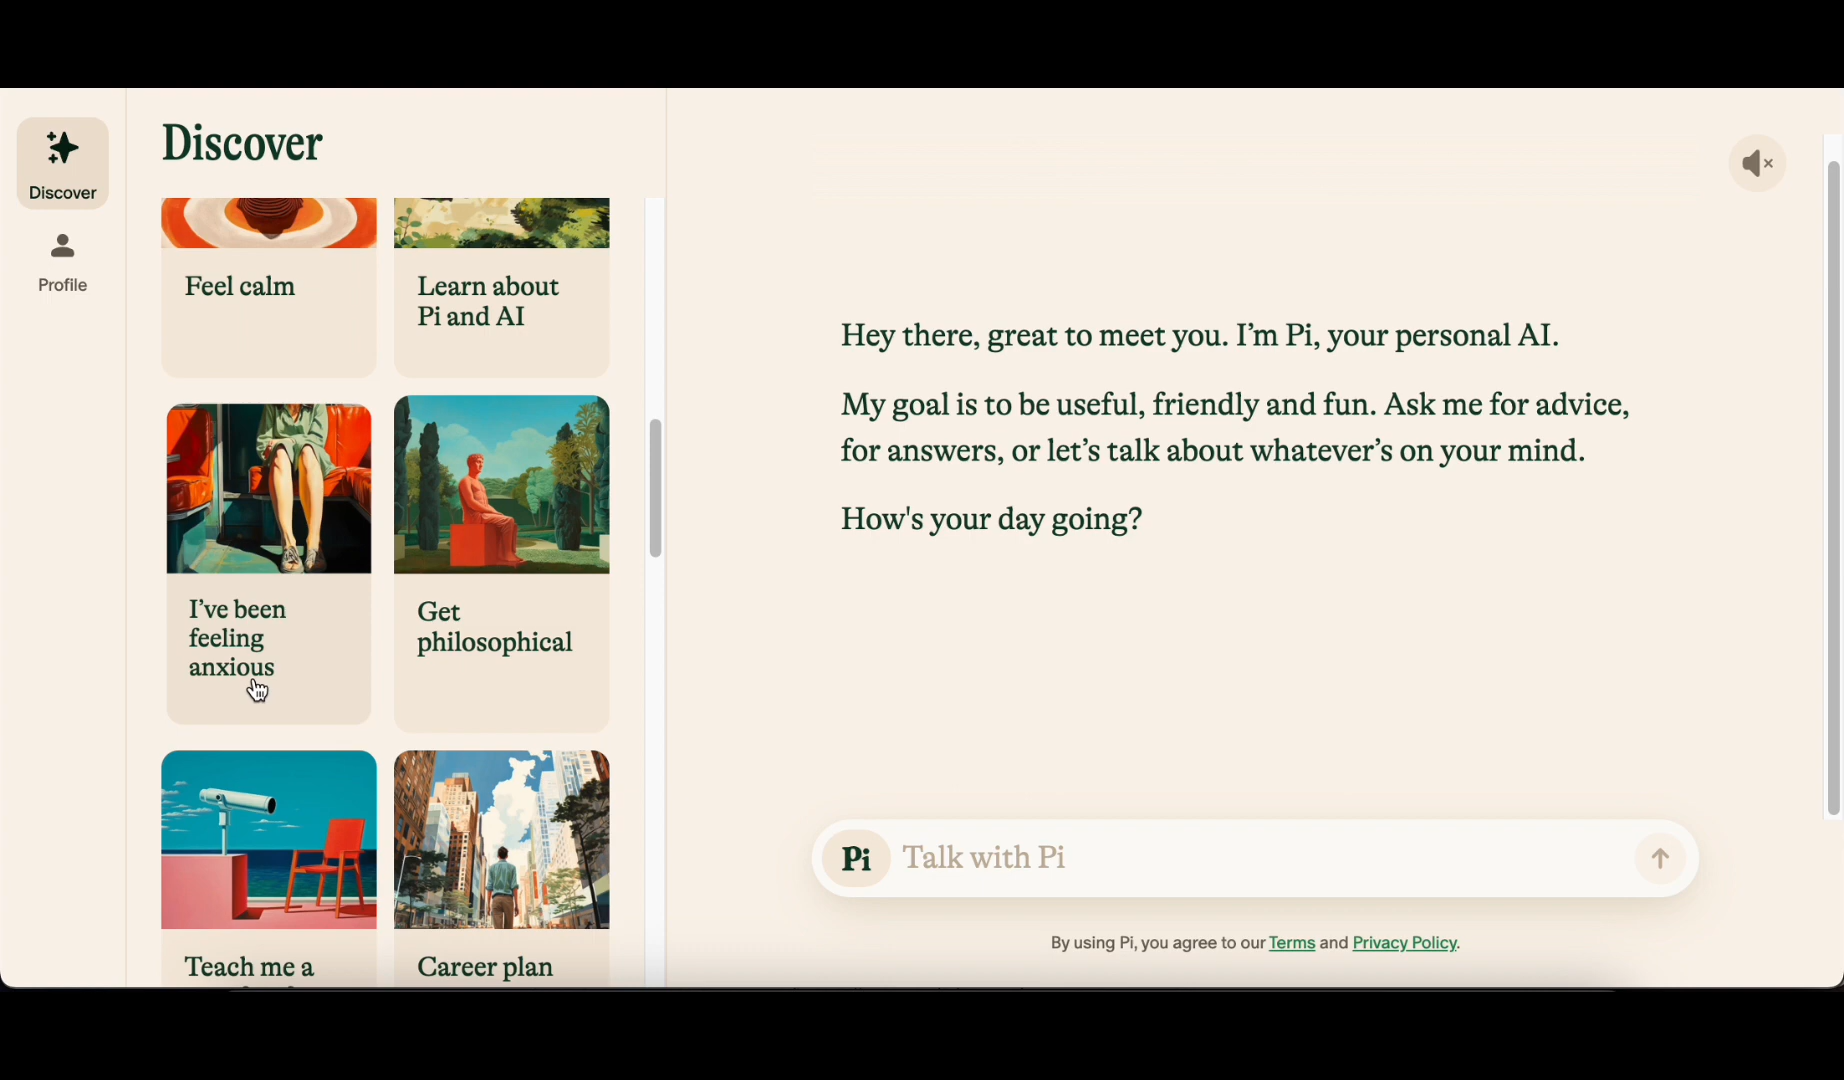 Discover
Profile
Discover
Feel calm
Learn about
Pi and AI
I've been
feeling
anxious
Get
philosophical
Teach me a
Career plan
Hey there, great to meet you. I'm Pi, your personal AI.
My goal is to be useful, friendly and fun. Ask me for advice,
for answers, or let's talk about whatever's on your mind.
How's your day going?
Pi Talk with Pi
By using Pi, you agree to our Terms and Privacy Policy.